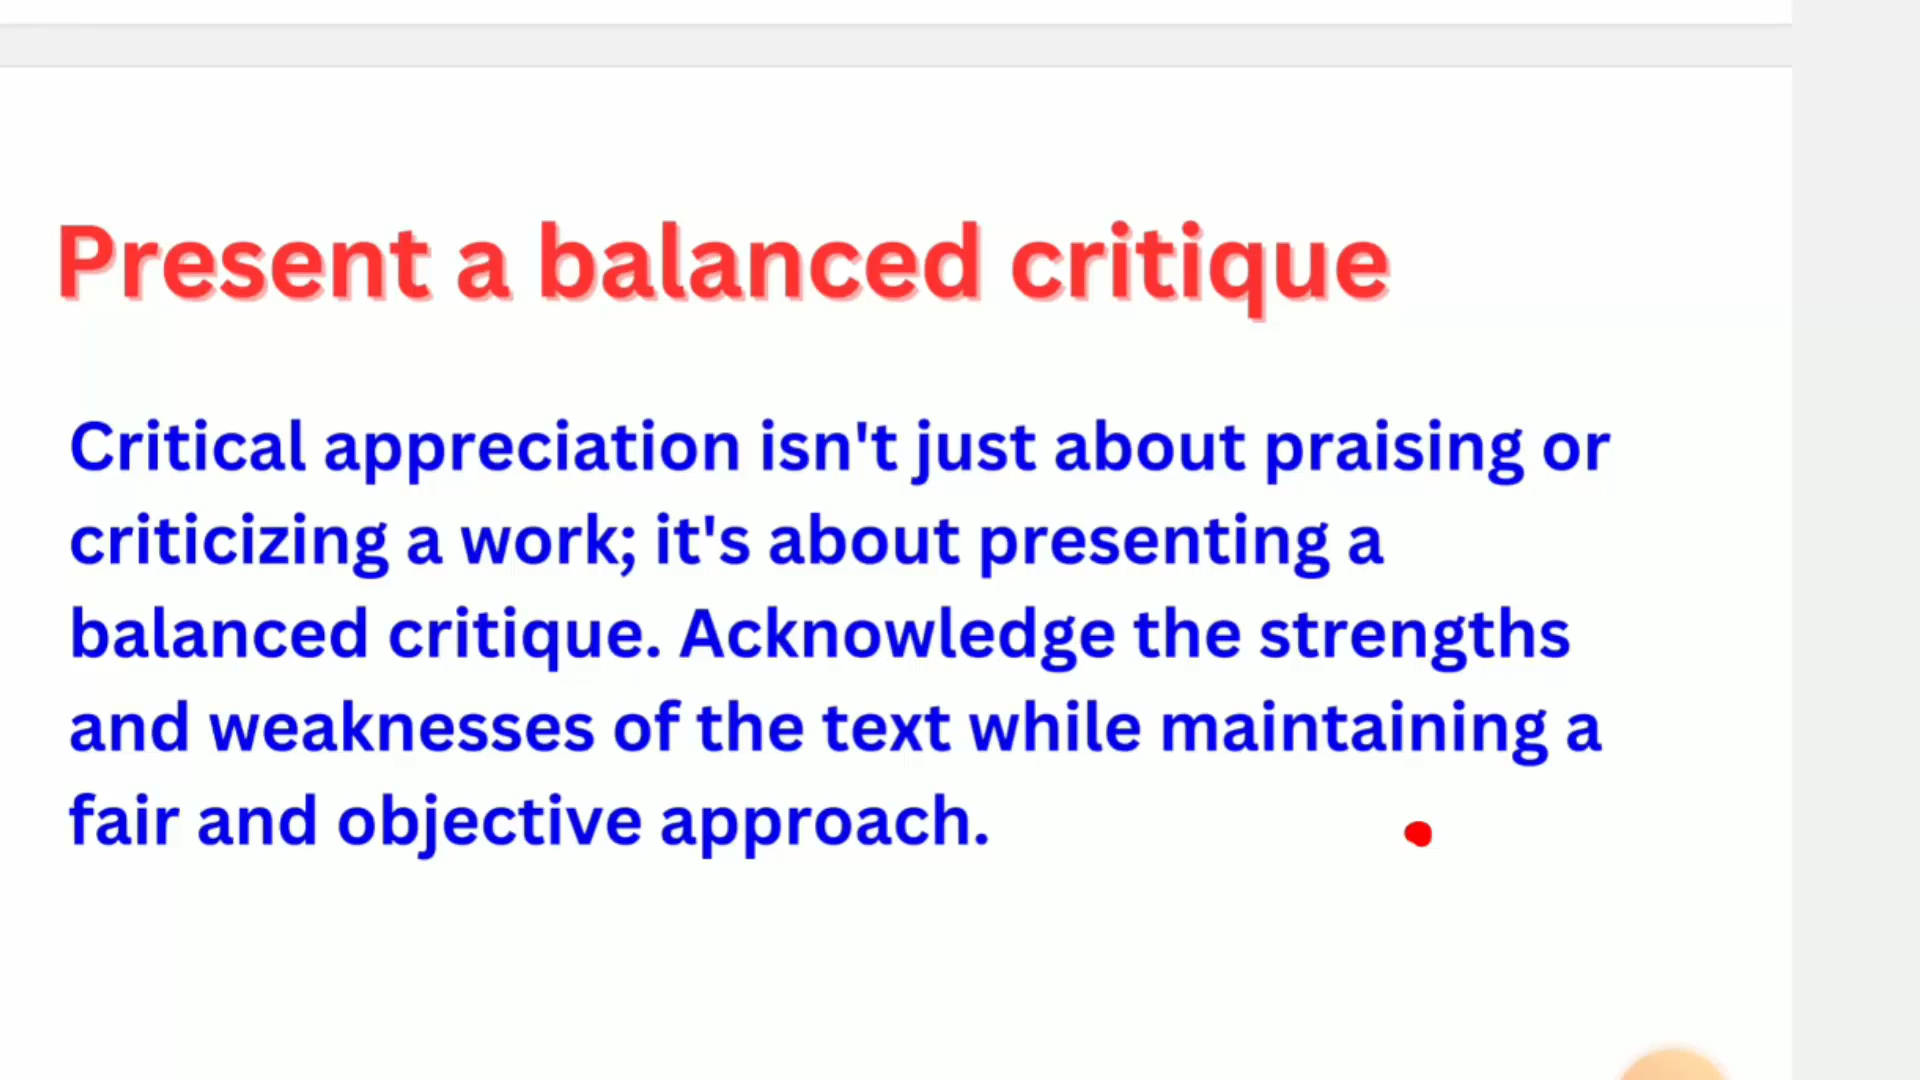 Present a balanced critique
Critical appreciation isn't just about praising or
criticizing a work; it's about presenting a
balanced critique. Acknowledge the strengths
and weaknesses of the text while maintaining a
fair and objective approach.